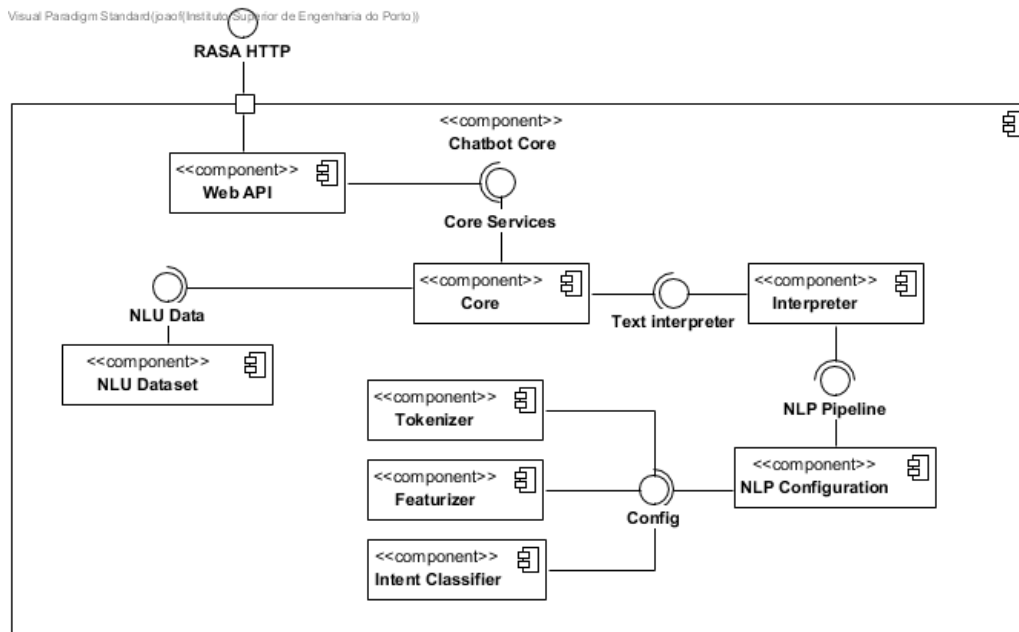 Visual Paradigm Standard(joaof(Instituto Superior de Engenharia do Porto))
RASA HTTP
<<component>>
Chatbot Core
<<component>>
Web API
Core Services
<<component>>
Core
<<component>>
Interpreter
NLU Data
Text interpreter
<<component>>
NLU Dataset
<<component>>
Tokenizer
NLP Pipeline
<<component>>
Featurizer
<<component>>
NLP Configuration
Config
<<component>>
Intent Classifier